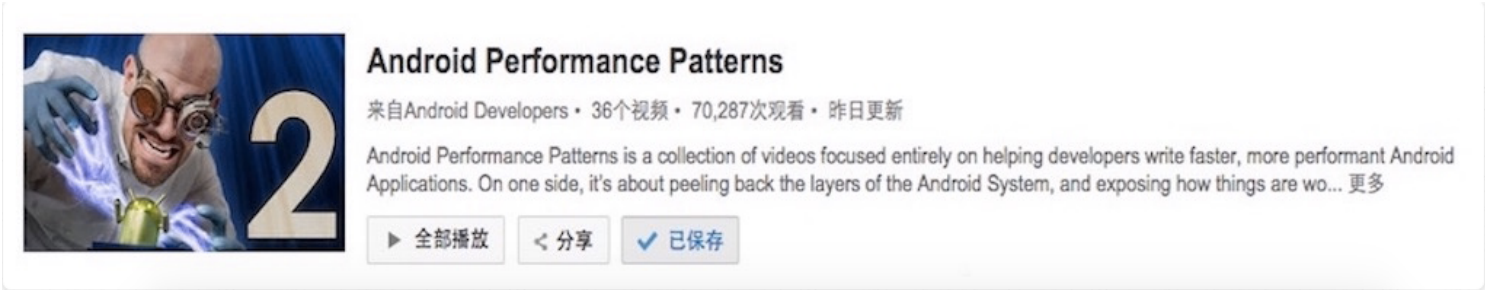 2
Android Performance Patterns
来自Android Developers • 36个视频 • 70,287次观看 • 昨日更新
Android Performance Patterns is a collection of videos focused entirely on helping developers write faster, more performant Android
Applications. On one side, it's about peeling back the layers of the Android System, and exposing how things are wo... 更多
全部播放 分享 已保存